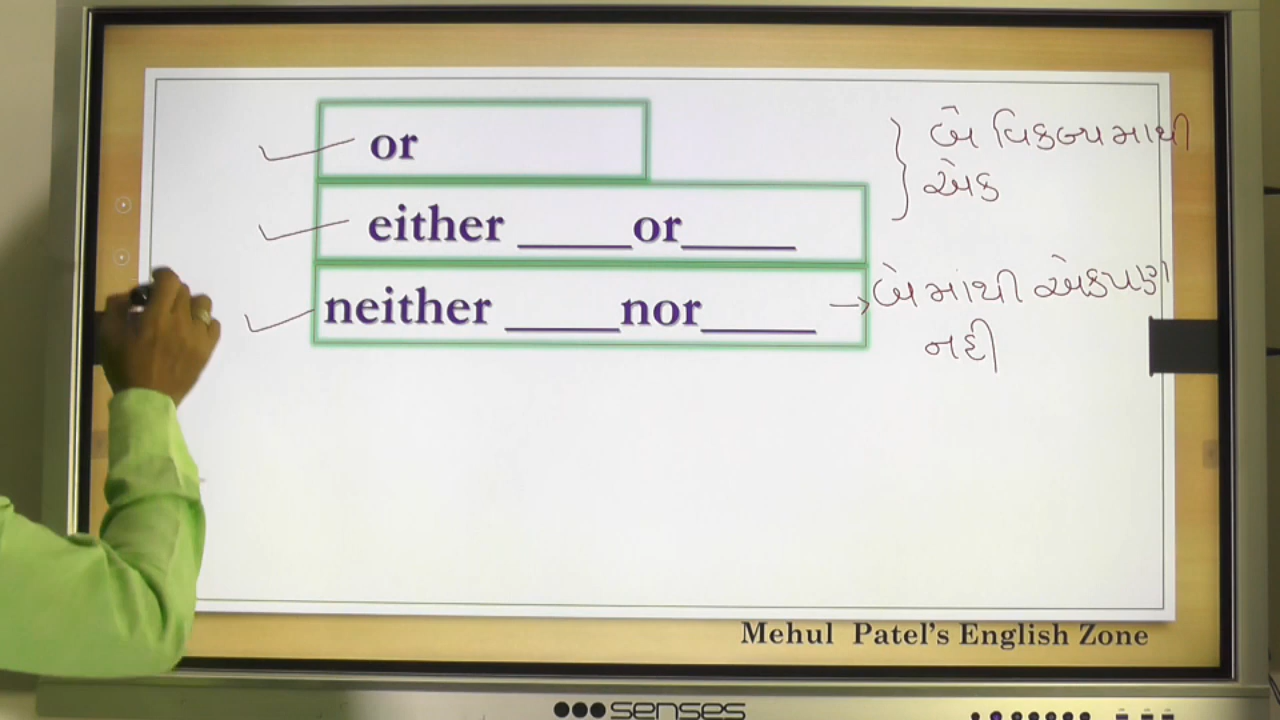 or
either _____or_____
neither _____nor_____
બે વિકલ્પમાથી
એક
બેમાંથી એકપણ
નહી
Mehul Patel's English Zone
senses